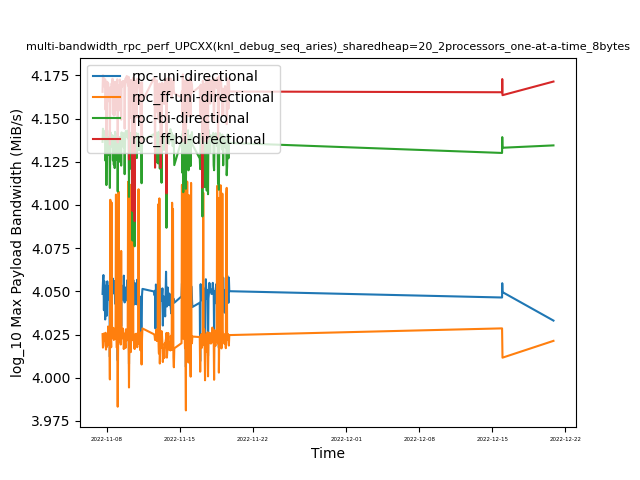 multi-bandwidth_rpc_perf_UPCXX(knl_debug_seq_aries)_sharedheap=20_2processors_one-at-a-time_8bytes
rpc-uni-directional
rpc_ff-uni-directional
rpc-bi-directional
rpc_ff-bi-directional
log_10 Max Payload Bandwidth (MiB/s)
4.175
4.150
4.125
4.100
4.075
4.050
4.025
4.000
3.975
2022-11-08 2022-11-15 2022-11-22 2022-12-01 2022-12-08 2022-12-15 2022-12-22
Time